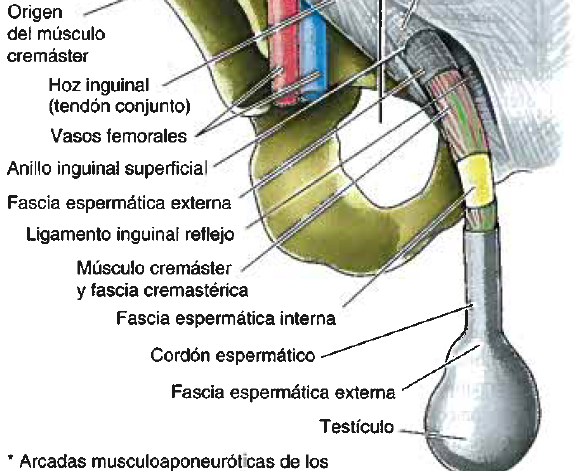 Origen
del músculo
cremáster
Hoz inguinal
(tendón conjunto)
Vasos femorales
Anillo inguinal superficial
Fascia espermática externa
Ligamento inguinal reflejo
Músculo cremáster
y fascia cremastérica
Fascia espermática interna
Cordón espermático
Fascia espermática externa
Testículo
* Arcadas musculoaponeuróticas de los